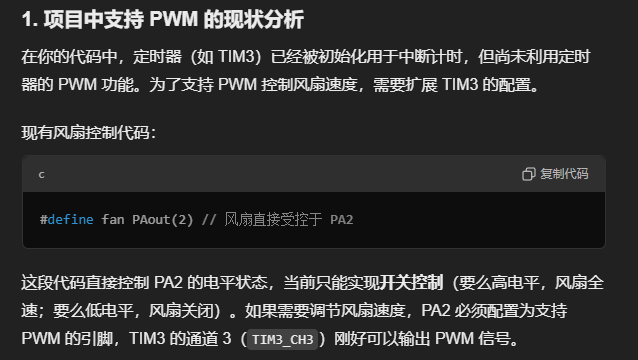 1. 项目中支持 PWM 的现状分析
在你的代码中，定时器（如 TIM3）已经被初始化用于中断计时，但尚未利用定时
器的 PWM 功能。为了支持 PWM 控制风扇速度，需要扩展 TIM3 的配置。
现有风扇控制代码：
c 复制代码
#define fan PAout(2) // 风扇直接受控于 PA2
这段代码直接控制 PA2 的电平状态，当前只能实现开关控制（要么高电平，风扇全
速；要么低电平，风扇关闭）。如果需要调节风扇速度，PA2 必须配置为支持
PWM 的引脚，TIM3 的通道 3（TIM3_CH3）刚好可以输出 PWM 信号。